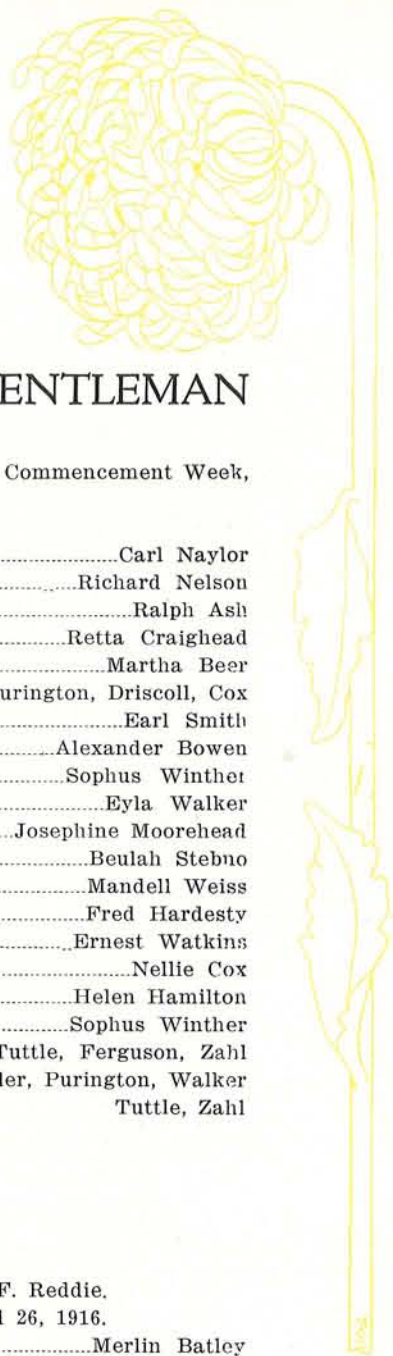 ENTLEMAN
Commencement Week,
Carl Naylor
Richard Nelson
Ralph Ash
Retta Craighead
Martha Beer
urington, Driscoll, Cox
Earl Smith
Alexander Bowen
Sophus Winther
Eyla Walker
Josephine Moorehead
Beulah Stebno
Mandell Weiss
Fred Hardesty
Ernest Watkins
Nellie Cox
Helen Hamilton
Sophus Winther
Tuttle, Ferguson, Zahl
ler, Purington, Walker
Tuttle, Zahl
F. Reddie.
26, 1916.
Merlin Batley